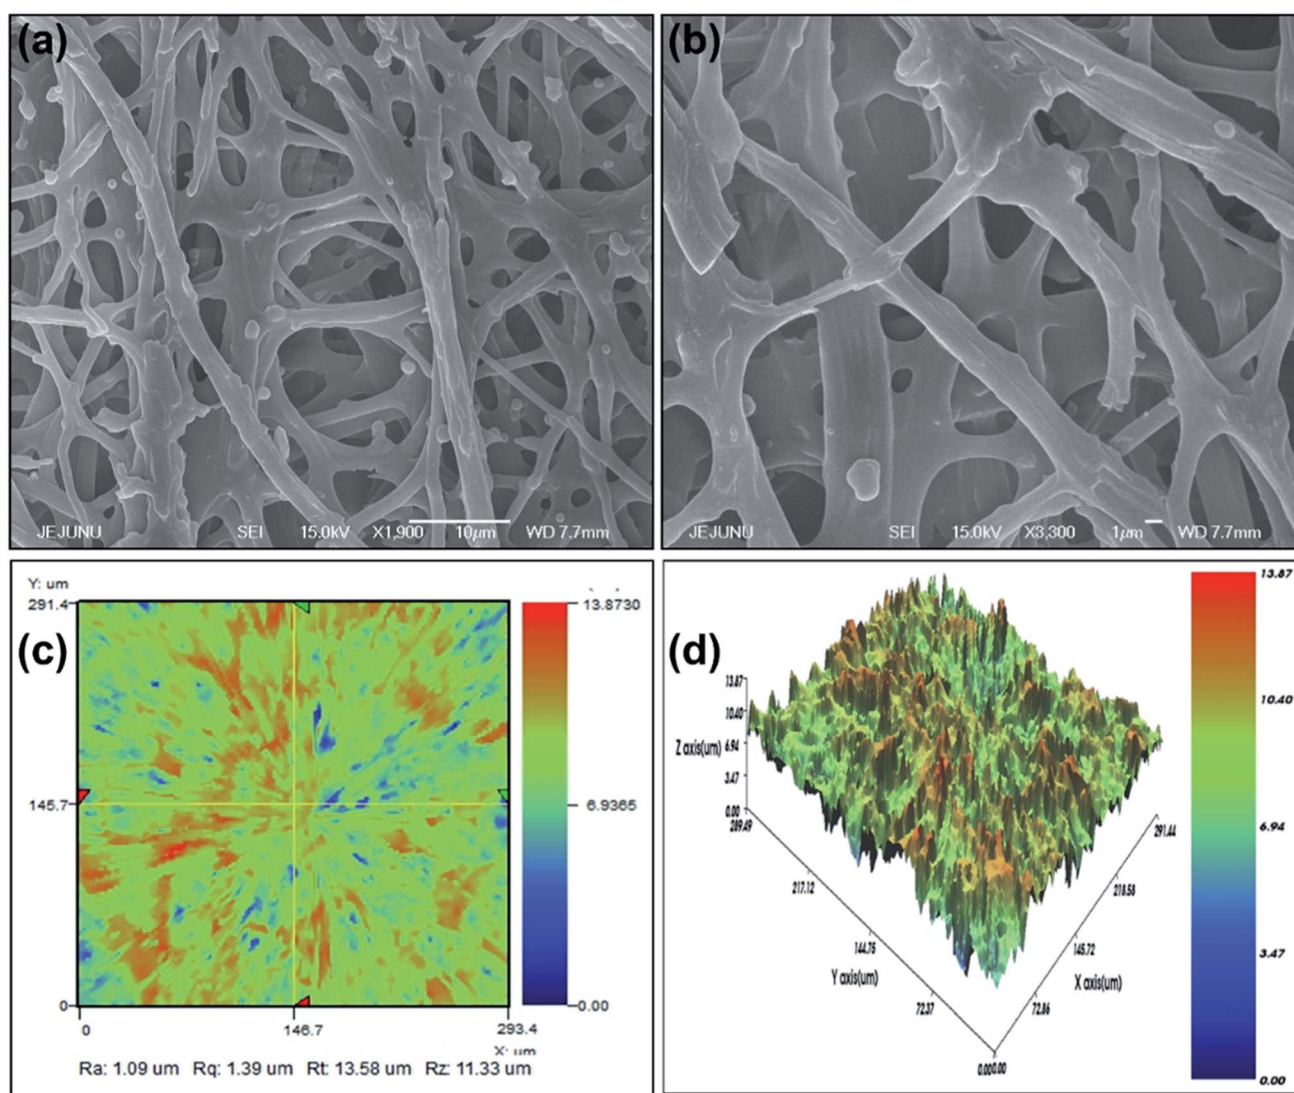 (a)
JEJUNU SEI 15.0kV X1,900 10µm WD 7.7mm
(b)
JEJUNU SEI 15.0kV X3,300 1µm WD 7.7mm
(c)
Y: um
291.4
145.7
0
0
146.7
293.4
X: um
13.8730
6.9365
0.00
Ra: 1.09 um Rq: 1.39 um Rt: 13.58 um Rz: 11.33 um
(d)
13.87
10.40
6.94
3.47
0.00
Z axis(um)
289.49
217.12
144.75
72.37
0.00
Y axis(um)
0.00
72.86
145.72
218.58
291.44
X axis(um)
13.87
10.40
6.94
3.47
0.00